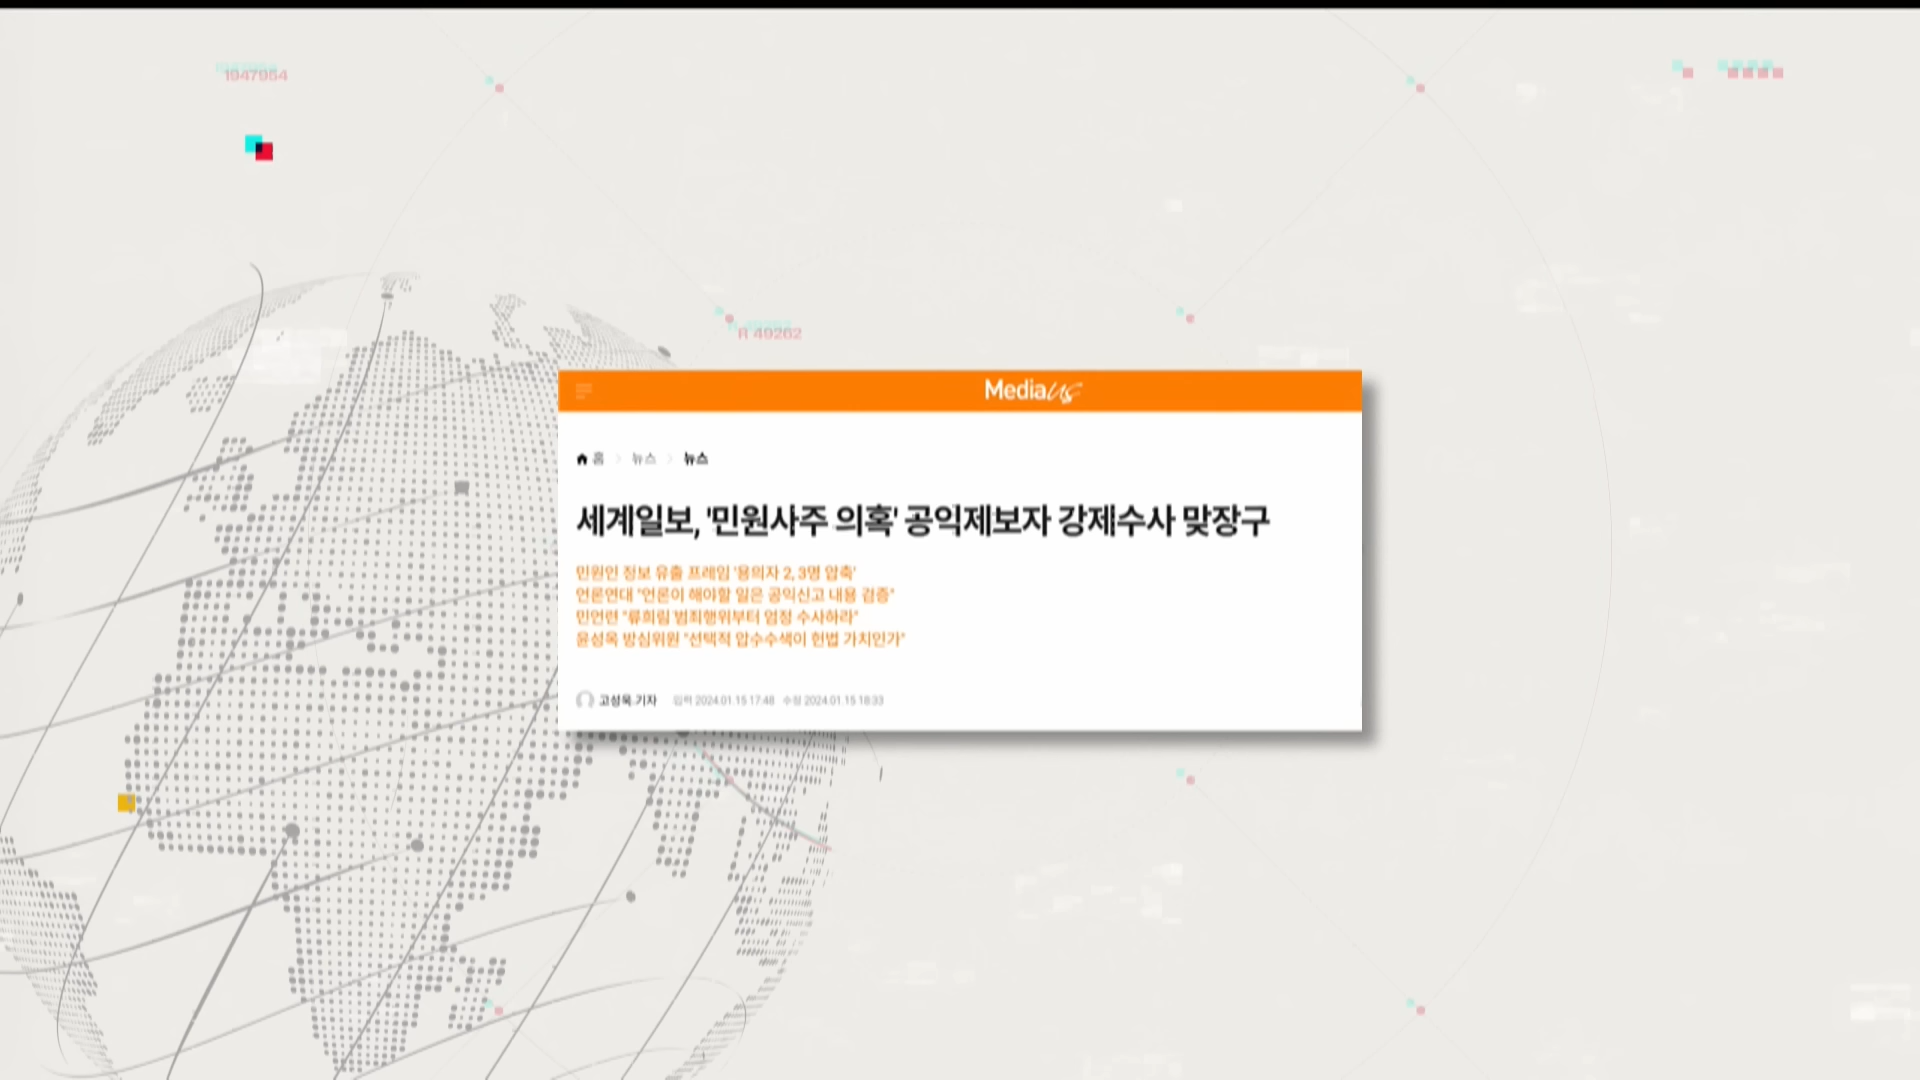 1947954
R 49262
Mediaus
홈 > 뉴스 > 뉴스
세계일보, '민원사주 의혹' 공익제보자 강제수사 맞장구
민원인 정보 유출 프레임 '용의자 2, 3명 압축'
언론연대 "언론이 해야할 일은 공익신고 내용 검증"
민언련 "류희림 범죄행위부터 엄정 수사하라"
윤성옥 방심위원 "선택적 압수수색이 헌법 가치인가"
고성욱 기자 입력 2024.01.15 17:48 수정 2024.01.15 18:33